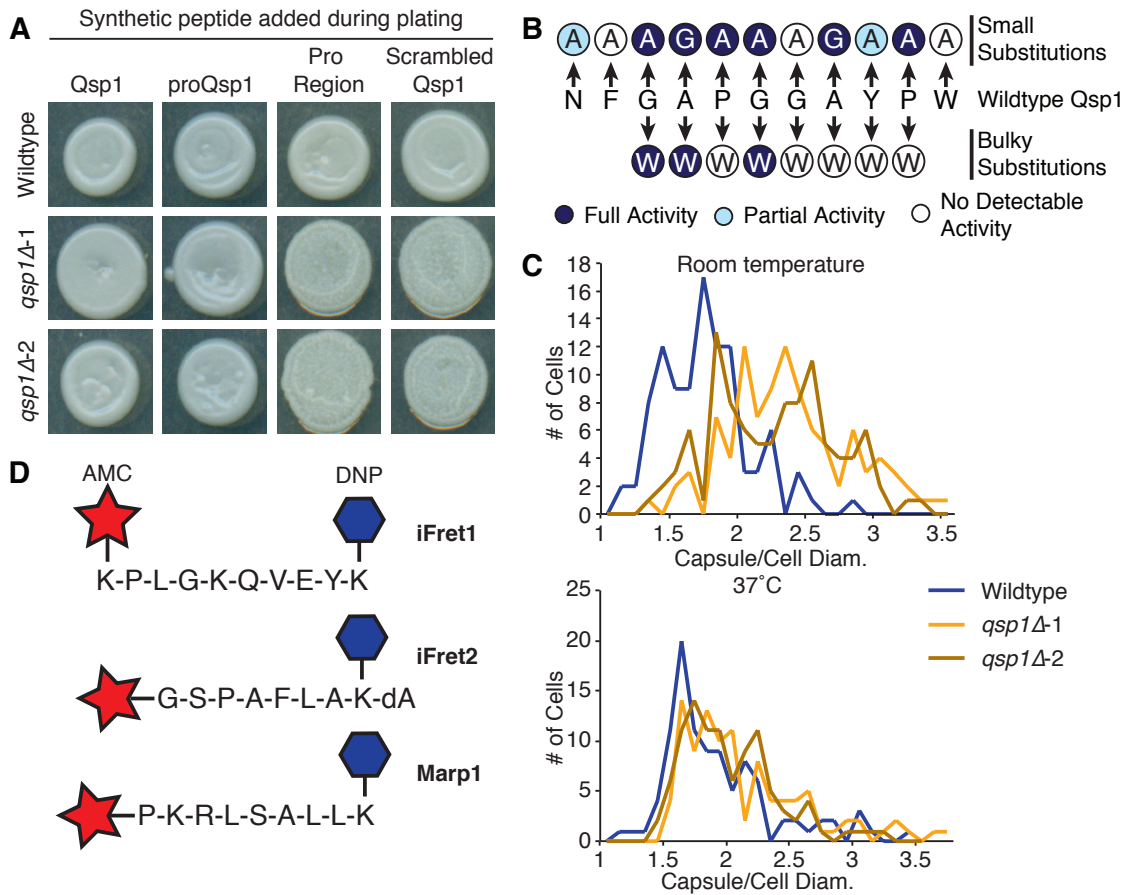 A
Synthetic peptide added during plating
Qsp1 proQsp1 Pro Region Scrambled Qsp1
Wildtype
qsp1Δ-1
qsp1Δ-2
B
A A A G A A A G A A A
Small Substitutions
N F G A P G G A Y P W
Wildtype Qsp1
W W W W W W W W
Bulky Substitutions
Full Activity
Partial Activity
No Detectable Activity
C
Room temperature
# of Cells
18
16
14
12
10
8
6
4
2
0
1 1.5 2 2.5 3 3.5
Capsule/Cell Diam.
37˚C
# of Cells
25
20
15
10
5
0
1 1.5 2 2.5 3 3.5
Capsule/Cell Diam.
Wildtype
qsp1Δ-1
qsp1Δ-2
D
AMC DNP
iFret1
K-P-L-G-K-Q-V-E-Y-K
iFret2
G-S-P-A-F-L-A-K-dA
Marp1
P-K-R-L-S-A-L-L-K